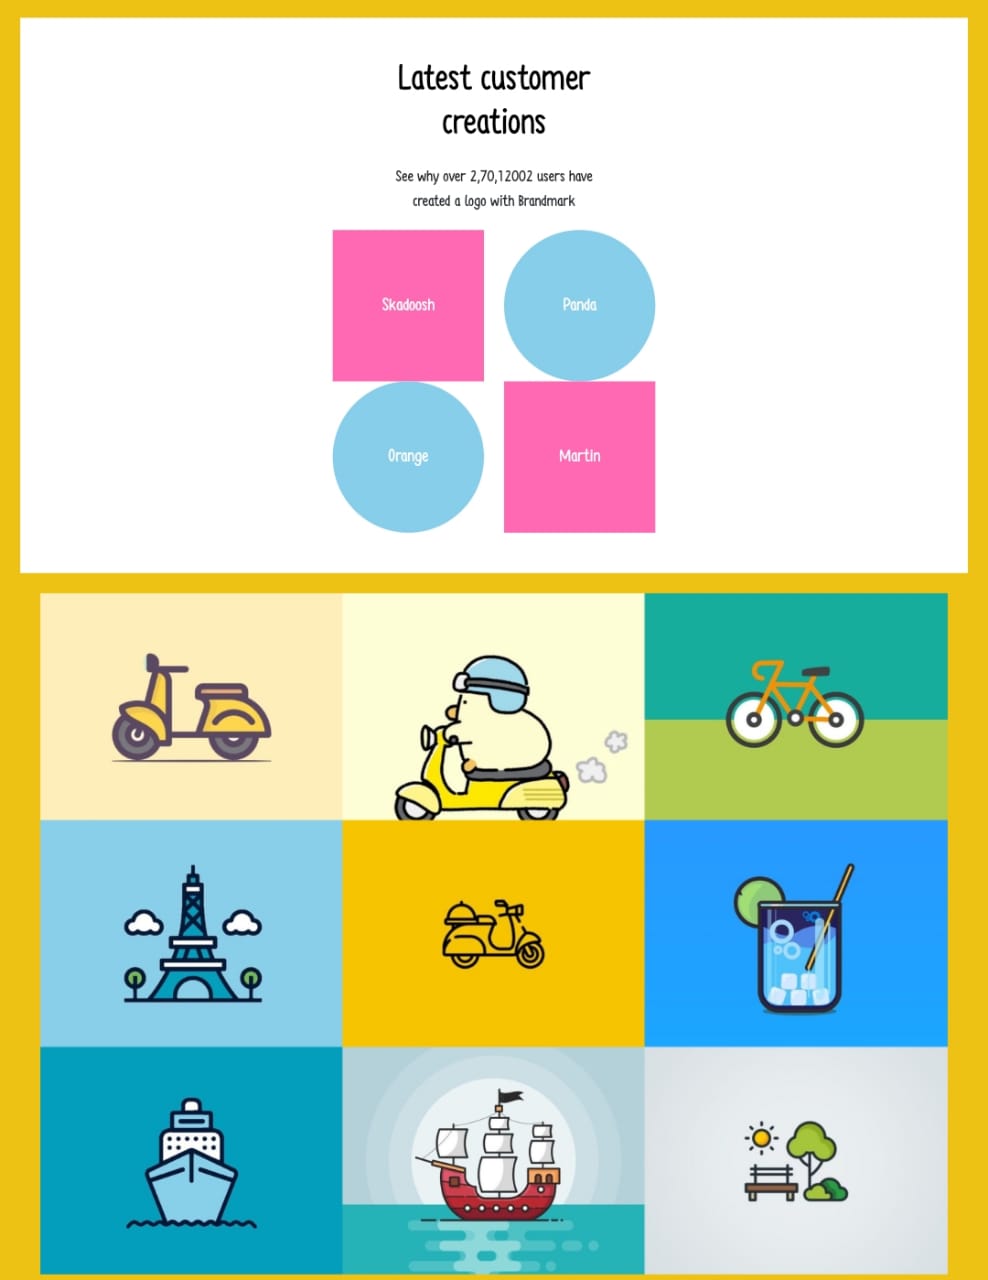 Latest customer
creations
See why over 2,70,12002 users have
created a logo with Brandmark
Skadoosh
Panda
Orange
Martin